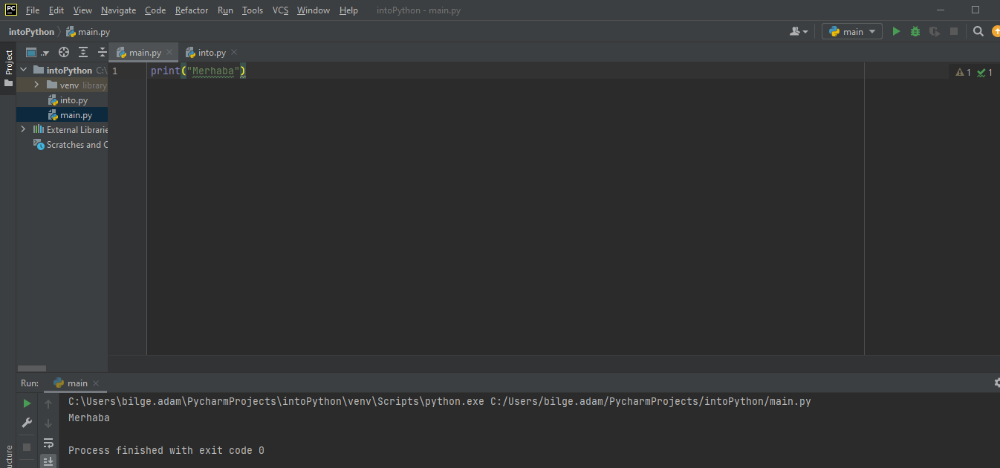 PC File Edit View Navigate Code Refactor Run Tools VCS Window Help intoPython - main.py
intoPython main.py main
Project
.. main.py into.py
intoPython C:\
venv library
into.py
main.py
External Librarie
Scratches and C
1 print("Merhaba")
1 1
Run: main
C:\Users\bilge.adam\PycharmProjects\intoPython\venv\Scripts\python.exe C:/Users/bilge.adam/PycharmProjects/intoPython/main.py
Merhaba
Process finished with exit code 0
ucture